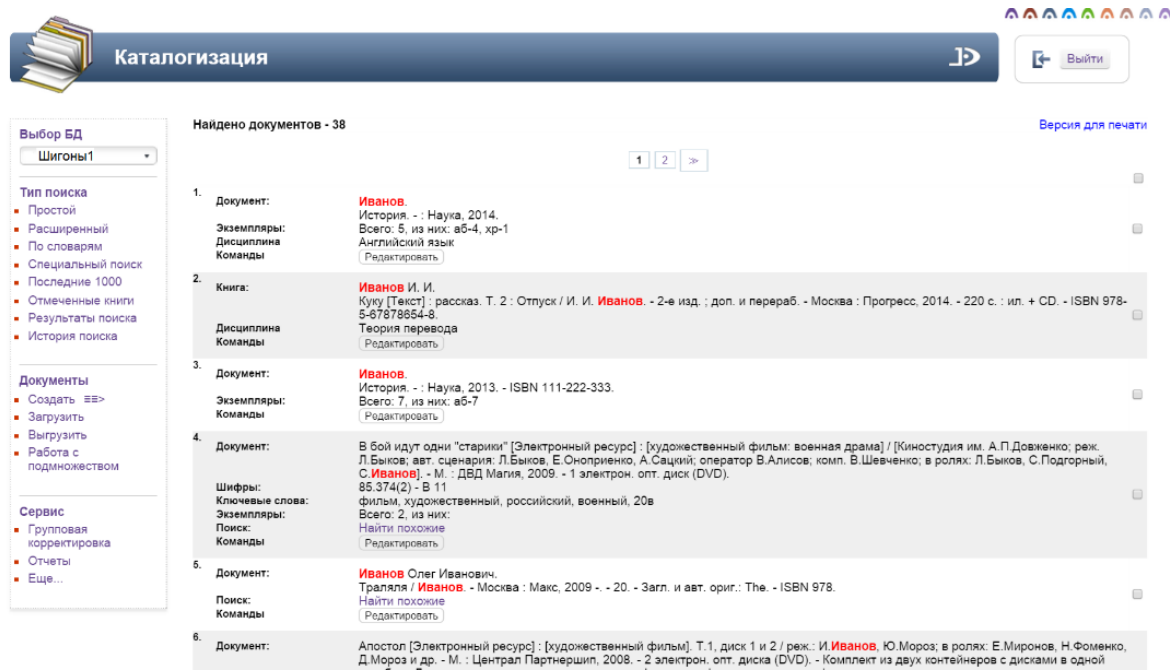 Каталогизация
Выйти
Выбор БД
Шигоны1
Тип поиска
Простой
Расширенный
По словарям
Специальный поиск
Последние 1000
Отмеченные книги
Результаты поиска
История поиска
Документы
Создать ==>
Загрузить
Выгрузить
Работа с
подмножеством
Сервис
Групповая
корректировка
Отчеты
Еще...
Найдено документов - 38
Версия для печати
1 2 >>
1.
Документ: Иванов.
История. - : Наука, 2014.
Экземпляры: Всего: 5, из них: аб-4, хр-1
Дисциплина Английский язык
Команды Редактировать
2.
Книга: Иванов И. И.
Куку [Текст] : рассказ. Т. 2 : Отпуск / И. И. Иванов. - 2-е изд. ; доп. и перераб. - Москва : Прогресс, 2014. - 220 с. : ил. + CD. - ISBN 978-
5-67878654-8.
Дисциплина Теория перевода
Команды Редактировать
3.
Документ: Иванов.
История. - : Наука, 2013. - ISBN 111-222-333.
Экземпляры: Всего: 7, из них: аб-7
Команды Редактировать
4.
Документ: В бой идут одни "старики" [Электронный ресурс] : [художественный фильм: военная драма] / [Киностудия им. А.П.Довженко; реж.
Л.Быков; авт. сценария: Л.Быков, Е.Оноприенко, А.Сацкий; оператор В.Алисов; комп. В.Шевченко; в ролях: Л.Быков, С.Подгорный,
С.Иванов]. - М. : ДВД Магия, 2009. - 1 электрон. опт. диск (DVD).
Шифры: 85.374(2) - В 11
Ключевые слова: фильм, художественный, российский, военный, 20в
Экземпляры: Всего: 2, из них:
Поиск: Найти похожие
Команды Редактировать
5.
Документ: Иванов Олег Иванович.
Траляля / Иванов. - Москва : Макс, 2009 -. - 20. - Загл. и авт. ориг.: The. - ISBN 978.
Поиск: Найти похожие
Команды Редактировать
6.
Документ: Апостол [Электронный ресурс] : [художественный фильм]. Т.1, диск 1 и 2 / реж.: И.Иванов, Ю.Мороз; в ролях: Е.Миронов, Н.Фоменко,
Д.Мороз и др. - М. : Централ Партнершип, 2008. - 2 электрон. опт. диска (DVD). - Комплект из двух контейнеров с дисками в одной